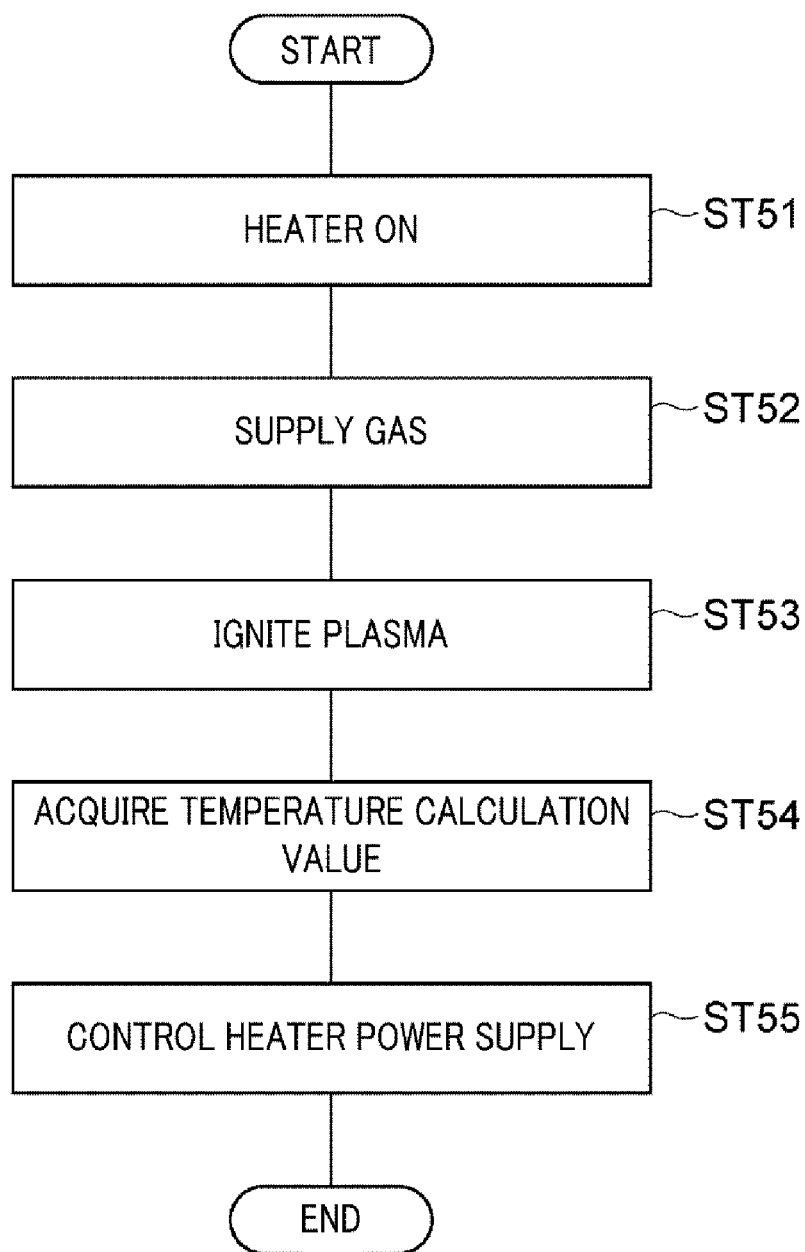 START
HEATER ON
ST51
SUPPLY GAS
ST52
IGNITE PLASMA
ST53
ACQUIRE TEMPERATURE CALCULATION
VALUE
ST54
CONTROL HEATER POWER SUPPLY
ST55
END